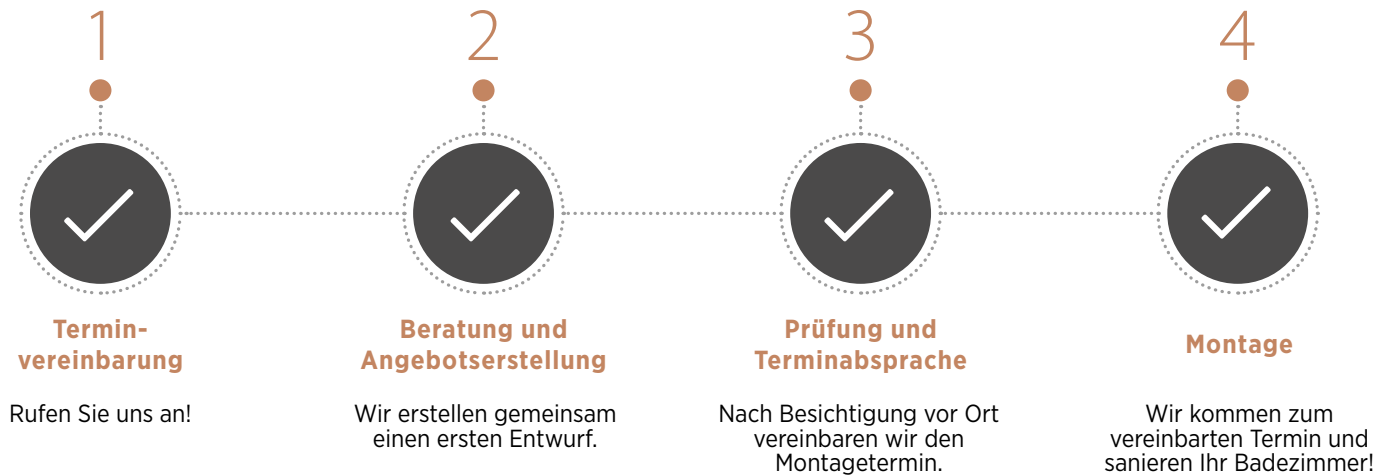 1
2
3
4
Termin-
vereinbarung
Rufen Sie uns an!
Beratung und
Angebotserstellung
Wir erstellen gemeinsam
einen ersten Entwurf.
Prüfung und
Terminabsprache
Nach Besichtigung vor Ort
vereinbaren wir den
Montagetermin.
Montage
Wir kommen zum
vereinbarten Termin und
sanieren Ihr Badezimmer!